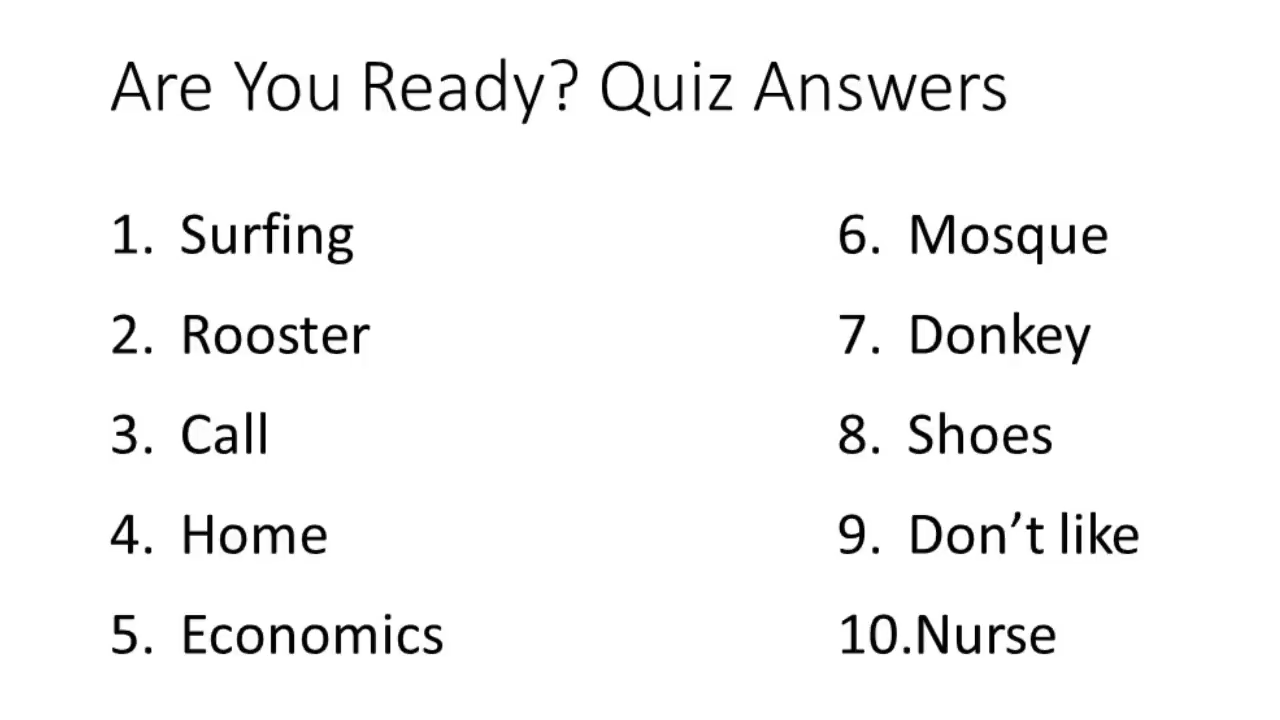 Are You Ready? Quiz Answers
1. Surfing
2. Rooster
3. Call
4. Home
5. Economics
6. Mosque
7. Donkey
8. Shoes
9. Don’t like
10.Nurse